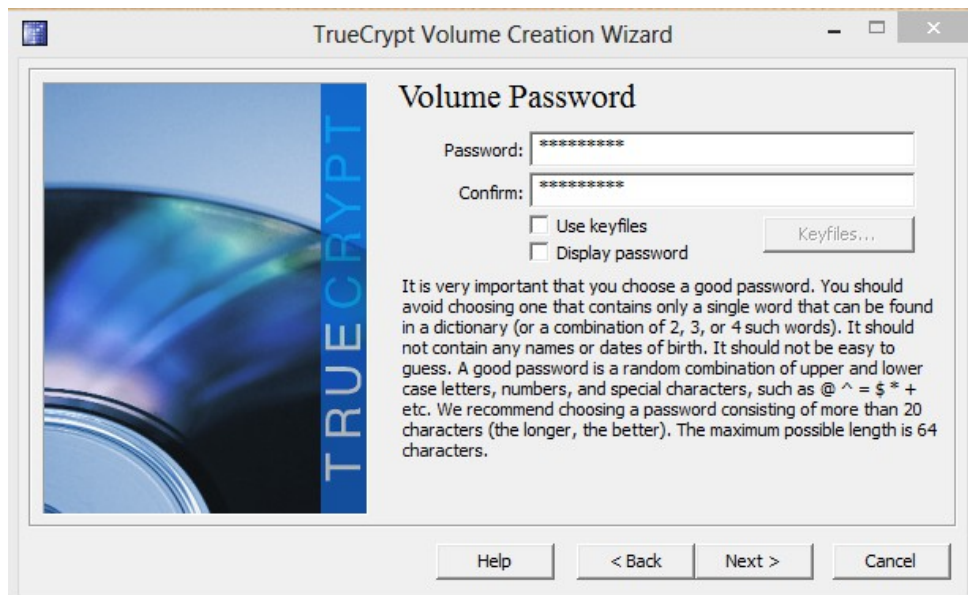 TrueCrypt Volume Creation Wizard
TRUECRYPT
Volume Password
Password: *********
Confirm: *********
Use keyfiles
Keyfiles...
Display password
It is very important that you choose a good password. You should
avoid choosing one that contains only a single word that can be found
in a dictionary (or a combination of 2, 3, or 4 such words). It should
not contain any names or dates of birth. It should not be easy to
guess. A good password is a random combination of upper and lower
case letters, numbers, and special characters, such as @ ^ = $ * +
etc. We recommend choosing a password consisting of more than 20
characters (the longer, the better). The maximum possible length is 64
characters.
Help < Back Next > Cancel